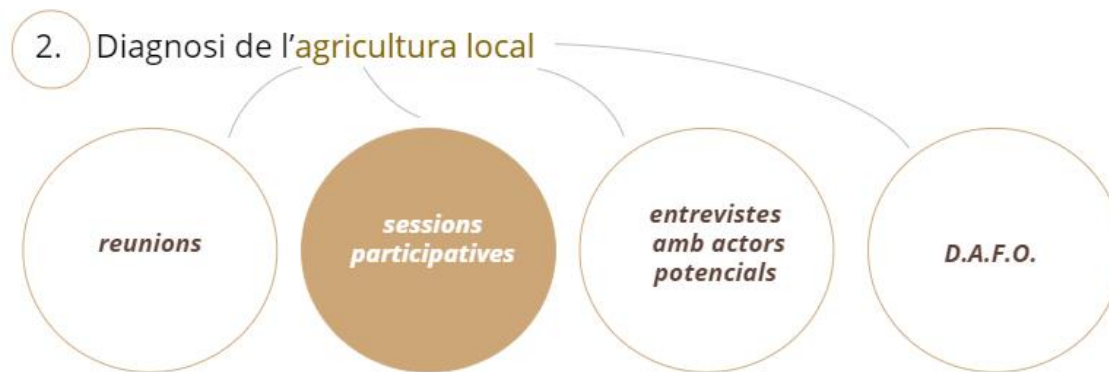 2. Diagnosi de l’agricultura local
reunions
sessions
participatives
entrevistes
amb actors
potencials
D.A.F.O.